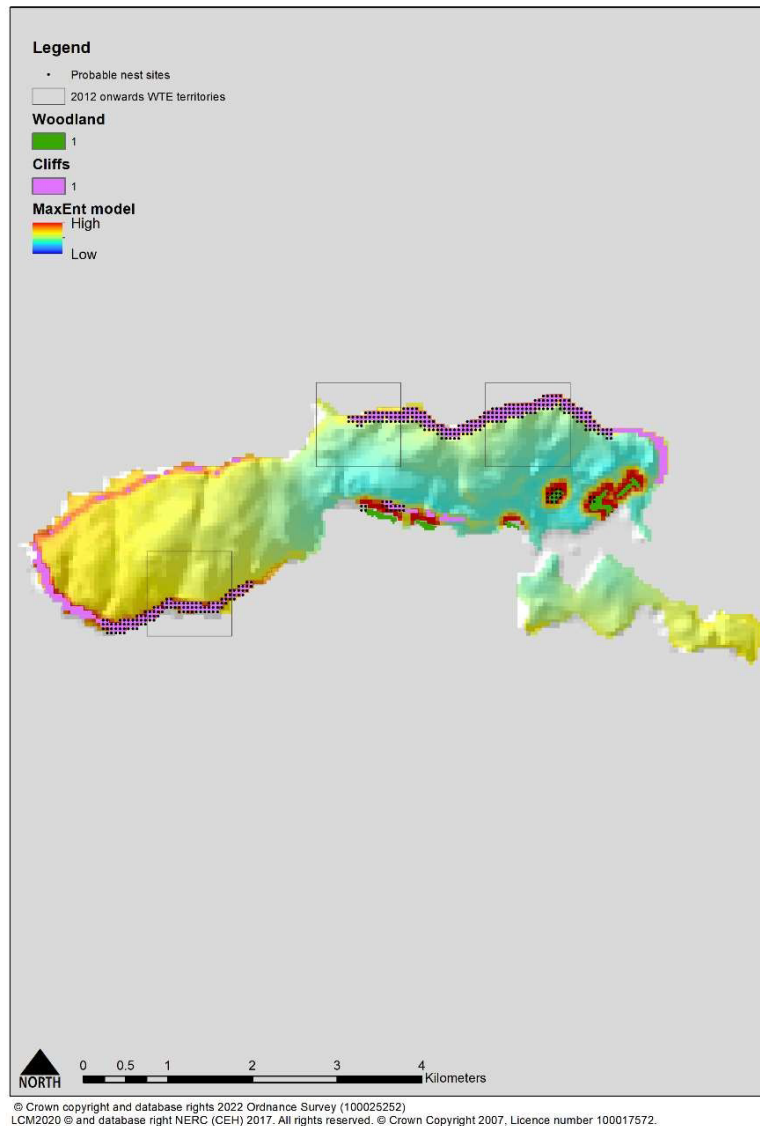 Legend
Probable nest sites
2012 onwards WTE territories
Woodland
1
Cliffs
1
MaxEnt model
High
Low
NORTH
0 0.5 1 2 3 4
Kilometers
© Crown copyright and database rights 2022 Ordnance Survey (100025252)
LCM2020 © and database right NERC (CEH) 2017. All rights reserved. © Crown Copyright 2007, Licence number 100017572.